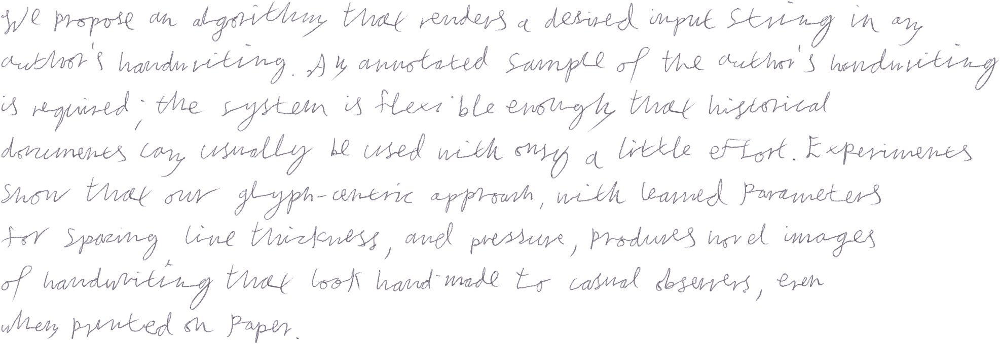 We propose an algorithm that renders a desired input string in an
author's handwriting. An annotated sample of the author's handwriting
is required; the system is flexible enough that historical
documents can usually be used with only a little effort. Experiments
show that our glyph-centric approach, with learned parameters
for spacing, line thickness, and pressure, produces novel images
of handwriting that look hand-made to casual observers, even
when printed on paper.